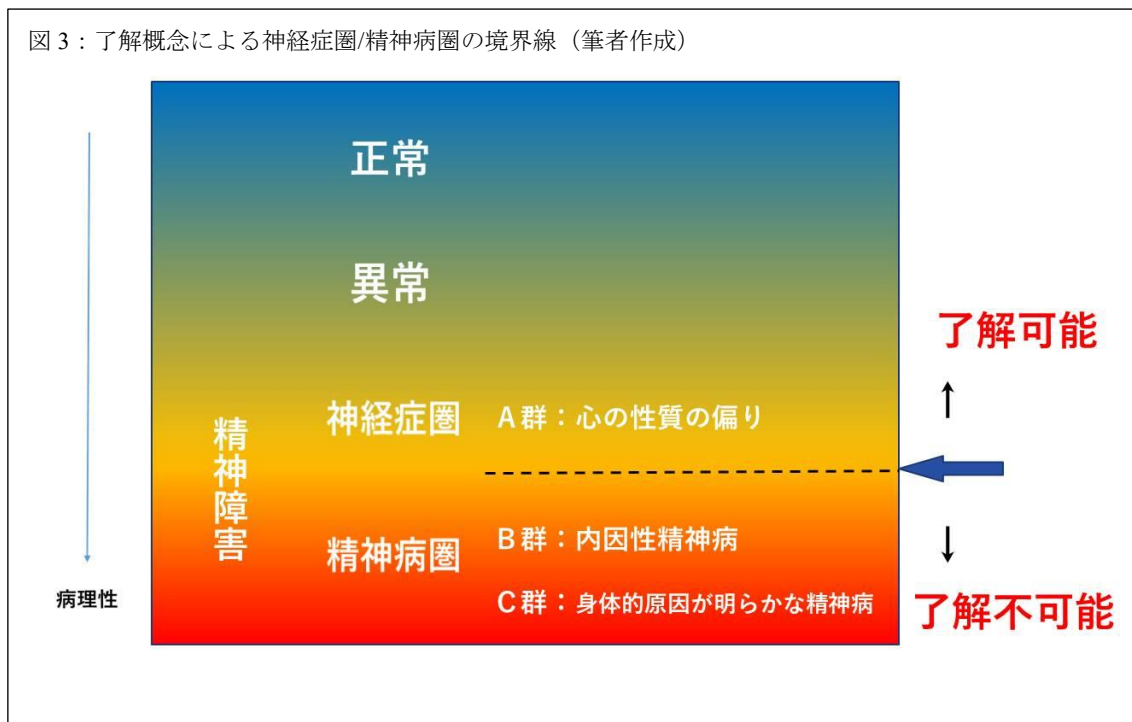 図 3：了解概念による神経症圏/精神病圏の境界線（筆者作成）
正常
異常
了解可能
精神障害
神経症圏
A群：心の性質の偏り
精神病圏
B群：内因性精神病
C群：身体的原因が明らかな精神病
病理性
了解不可能